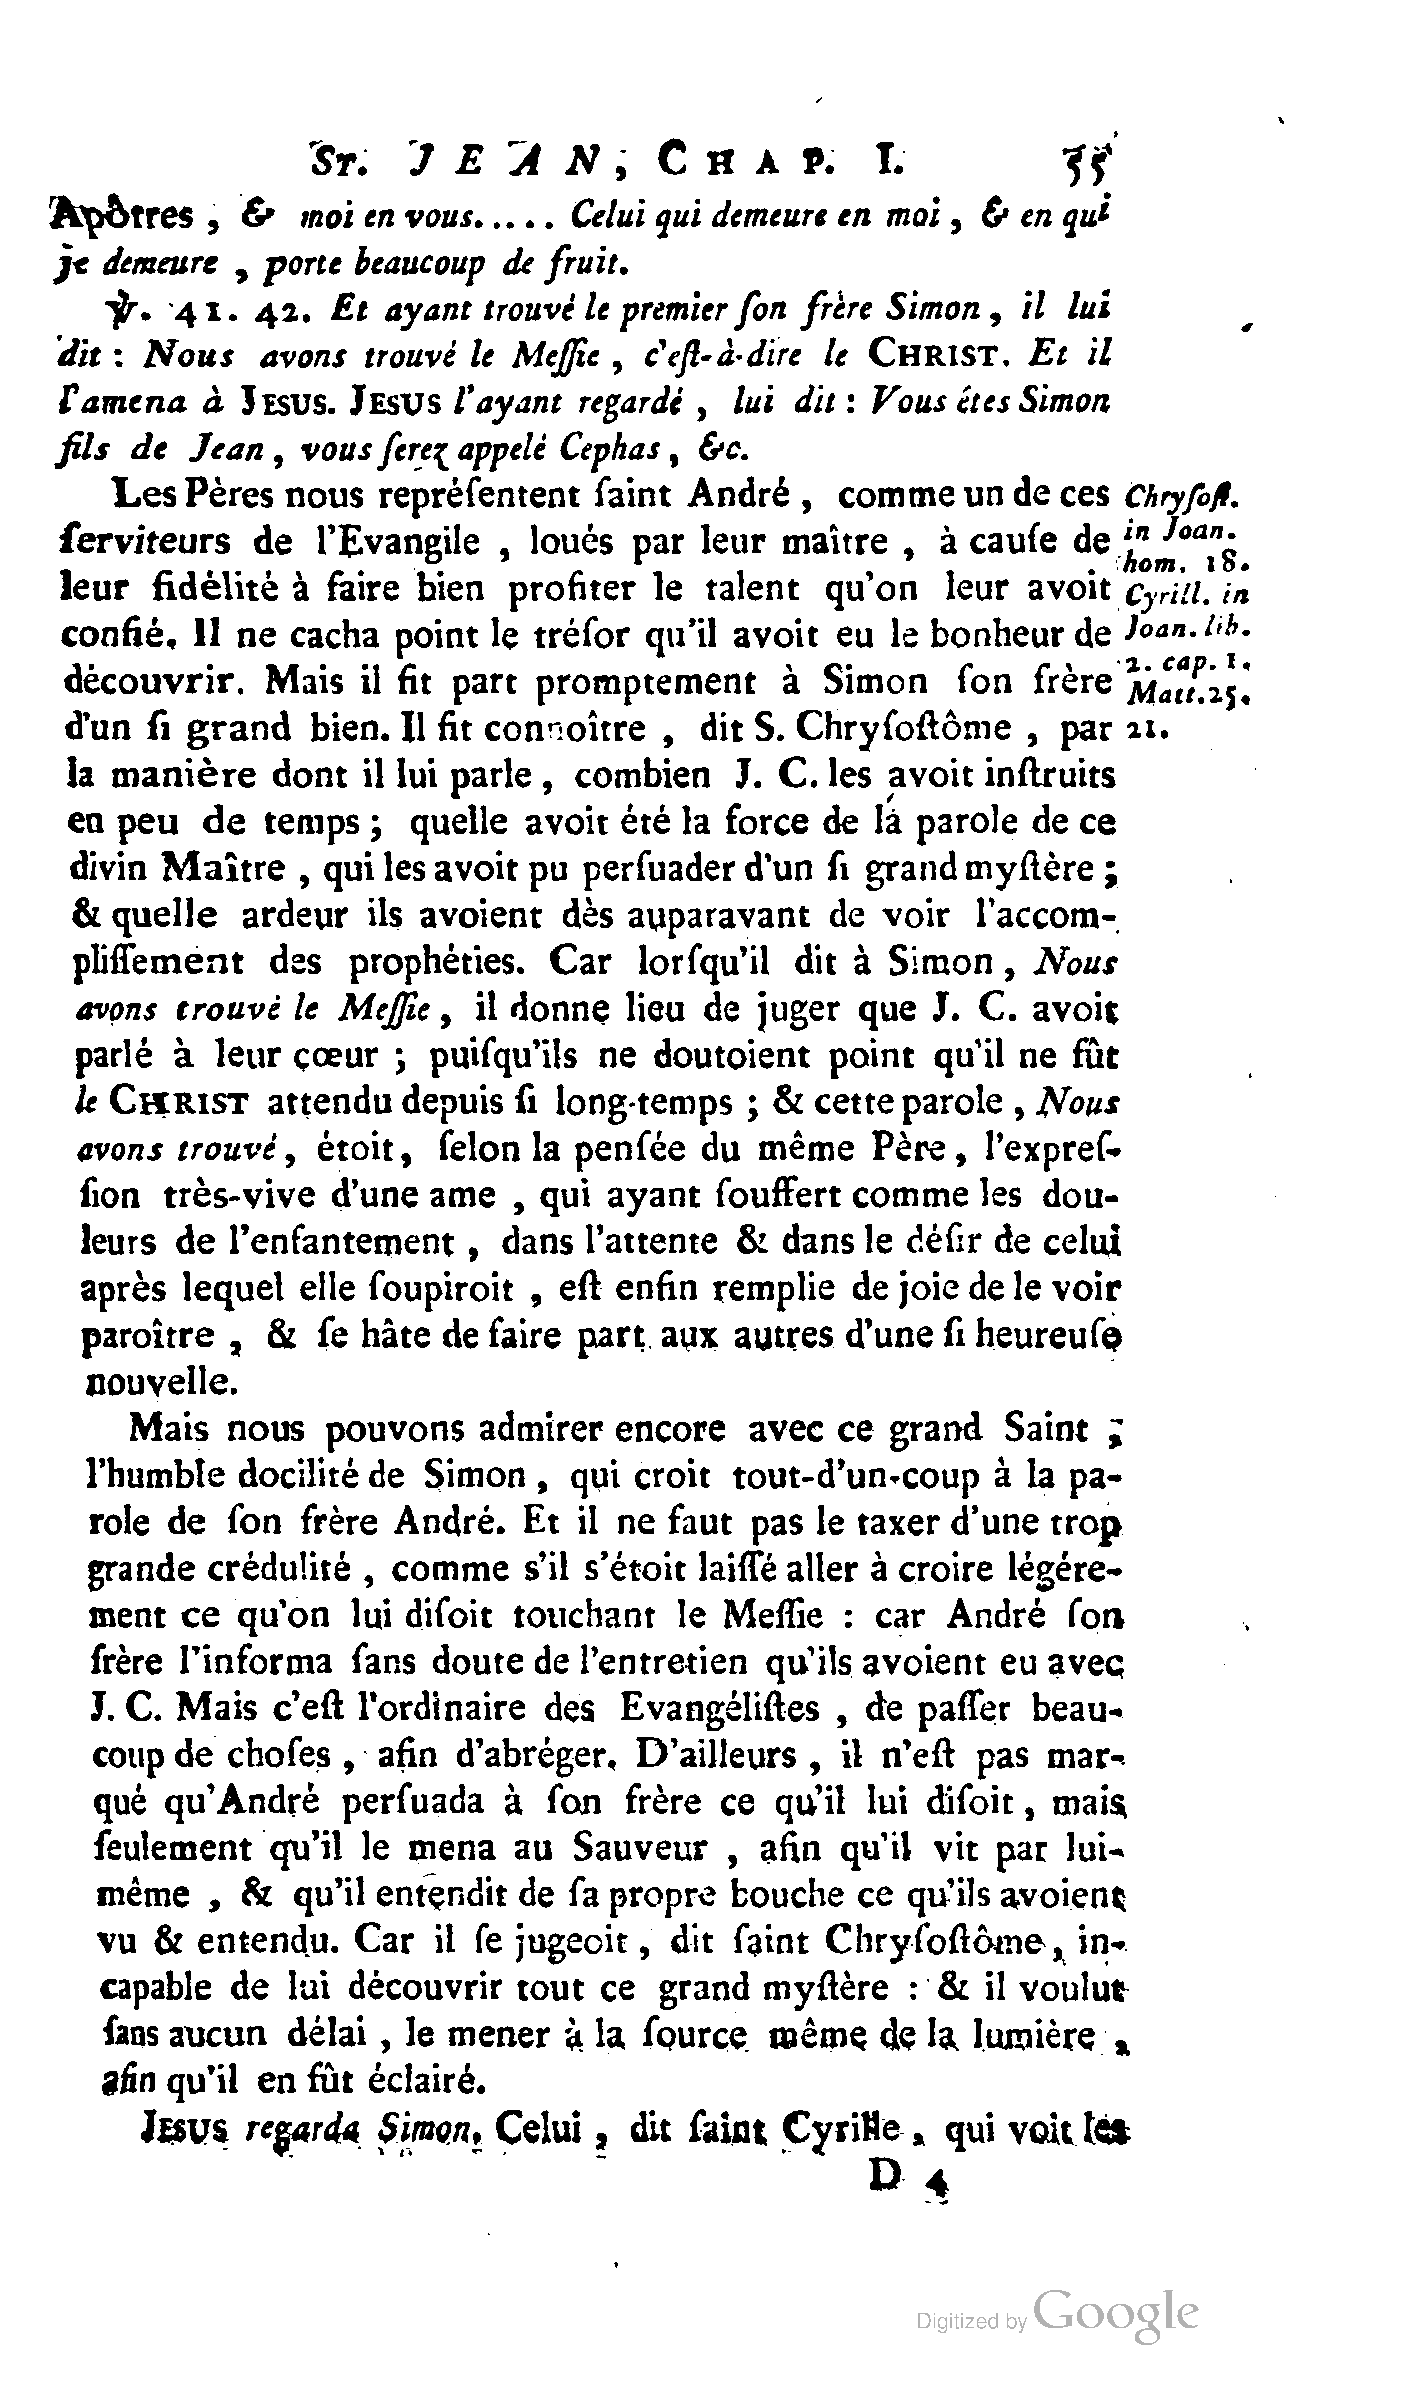 St. JEAN, CHAP. I. 55
Apôtres, & moi en vous..... Celui qui demeure en moi, & en qui
je demeure, porte beaucoup de fruit.
℣. 41. 42. Et ayant trouvé le premier ſon frère Simon, il lui
dit : Nous avons trouvé le Meſſie, c'eſt-à-dire le CHRIST. Et il
l'amena à JESUS. JESUS l'ayant regardé, lui dit : Vous étes Simon
fils de Jean, vous ſerez appelé Cephas, &c.
Les Pères nous repréſentent ſaint André, comme un de ces
ſerviteurs de l'Evangile, loués par leur maître, à cauſe de
leur fidélité à faire bien profiter le talent qu'on leur avoit
confié. Il ne cacha point le tréſor qu'il avoit eu le bonheur de
découvrir. Mais il fit part promptement à Simon ſon frère
d'un ſi grand bien. Il fit connoître, dit S. Chryſoſtôme, par
la manière dont il lui parle, combien J. C. les avoit inſtruits
en peu de temps; quelle avoit été la force de la parole de ce
divin Maître, qui les avoit pu perſuader d'un ſi grand myſtère;
& quelle ardeur ils avoient dès auparavant de voir l'accom-
pliſſement des prophéties. Car lorſqu'il dit à Simon, Nous
avons trouvé le Meſſie, il donne lieu de juger que J. C. avoit
parlé à leur cœur ; puiſqu'ils ne doutoient point qu'il ne fût
le CHRIST attendu depuis ſi long-temps ; & cette parole, Nous
avons trouvé, étoit, ſelon la penſée du même Père, l'expreſ-
ſion très-vive d'une ame, qui ayant ſouffert comme les dou-
leurs de l'enfantement, dans l'attente & dans le déſir de celui
après lequel elle ſoupiroit, eſt enfin remplie de joie de le voir
paroître, & ſe hâte de faire part aux autres d'une ſi heureuſe
nouvelle.
Mais nous pouvons admirer encore avec ce grand Saint,
l'humble docilité de Simon, qui croit tout-d'un-coup à la pa-
role de ſon frère André. Et il ne faut pas le taxer d'une trop
grande crédulité, comme s'il s'étoit laiſſé aller à croire légére-
ment ce qu'on lui diſoit touchant le Meſſie : car André ſon
frère l'informa ſans doute de l'entretien qu'ils avoient eu avec
J. C. Mais c'eſt l'ordinaire des Evangéliſtes, de paſſer beau-
coup de choſes, afin d'abréger. D'ailleurs, il n'eſt pas mar-
qué qu'André perſuada à ſon frère ce qu'il lui diſoit, mais
ſeulement qu'il le mena au Sauveur, afin qu'il vit par lui-
même, & qu'il entendit de ſa propre bouche ce qu'ils avoient
vu & entendu. Car il ſe jugeoit, dit ſaint Chryſoſtôme, in-
capable de lui découvrir tout ce grand myſtère : & il voulut
ſans aucun délai, le mener à la ſource même de la lumière,
afin qu'il en fût éclairé.
JESUS regarda Simon. Celui, dit ſaint Cyrille, qui voit les
D 4
Chryſoſt.
in Joan.
hom. 18.
Cyrill. in
Joan. lib.
2. cap. 1.
Matt. 25.
21.
Digitized by Google